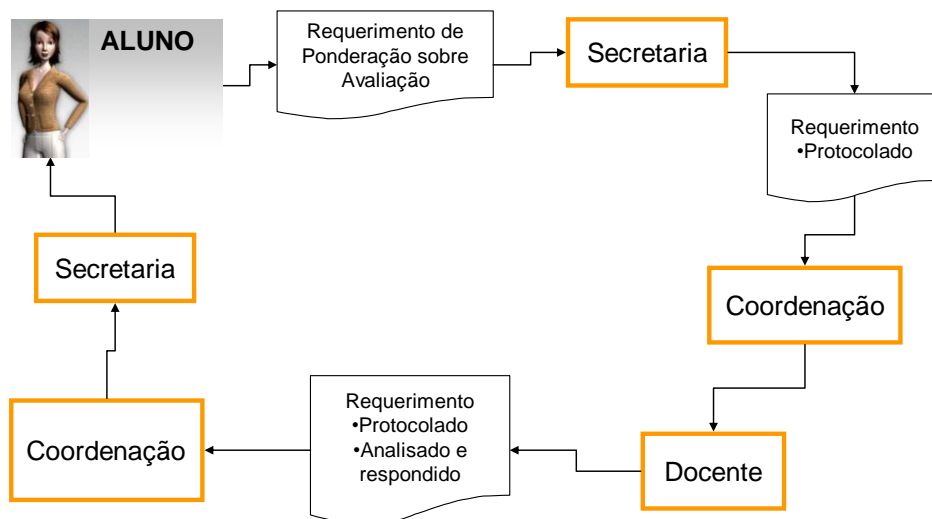 ALUNO
Requerimento de
Ponderação sobre
Avaliação
Secretaria
Requerimento
•Protocolado
Coordenação
Docente
Requerimento
•Protocolado
•Analisado e
respondido
Coordenação
Secretaria